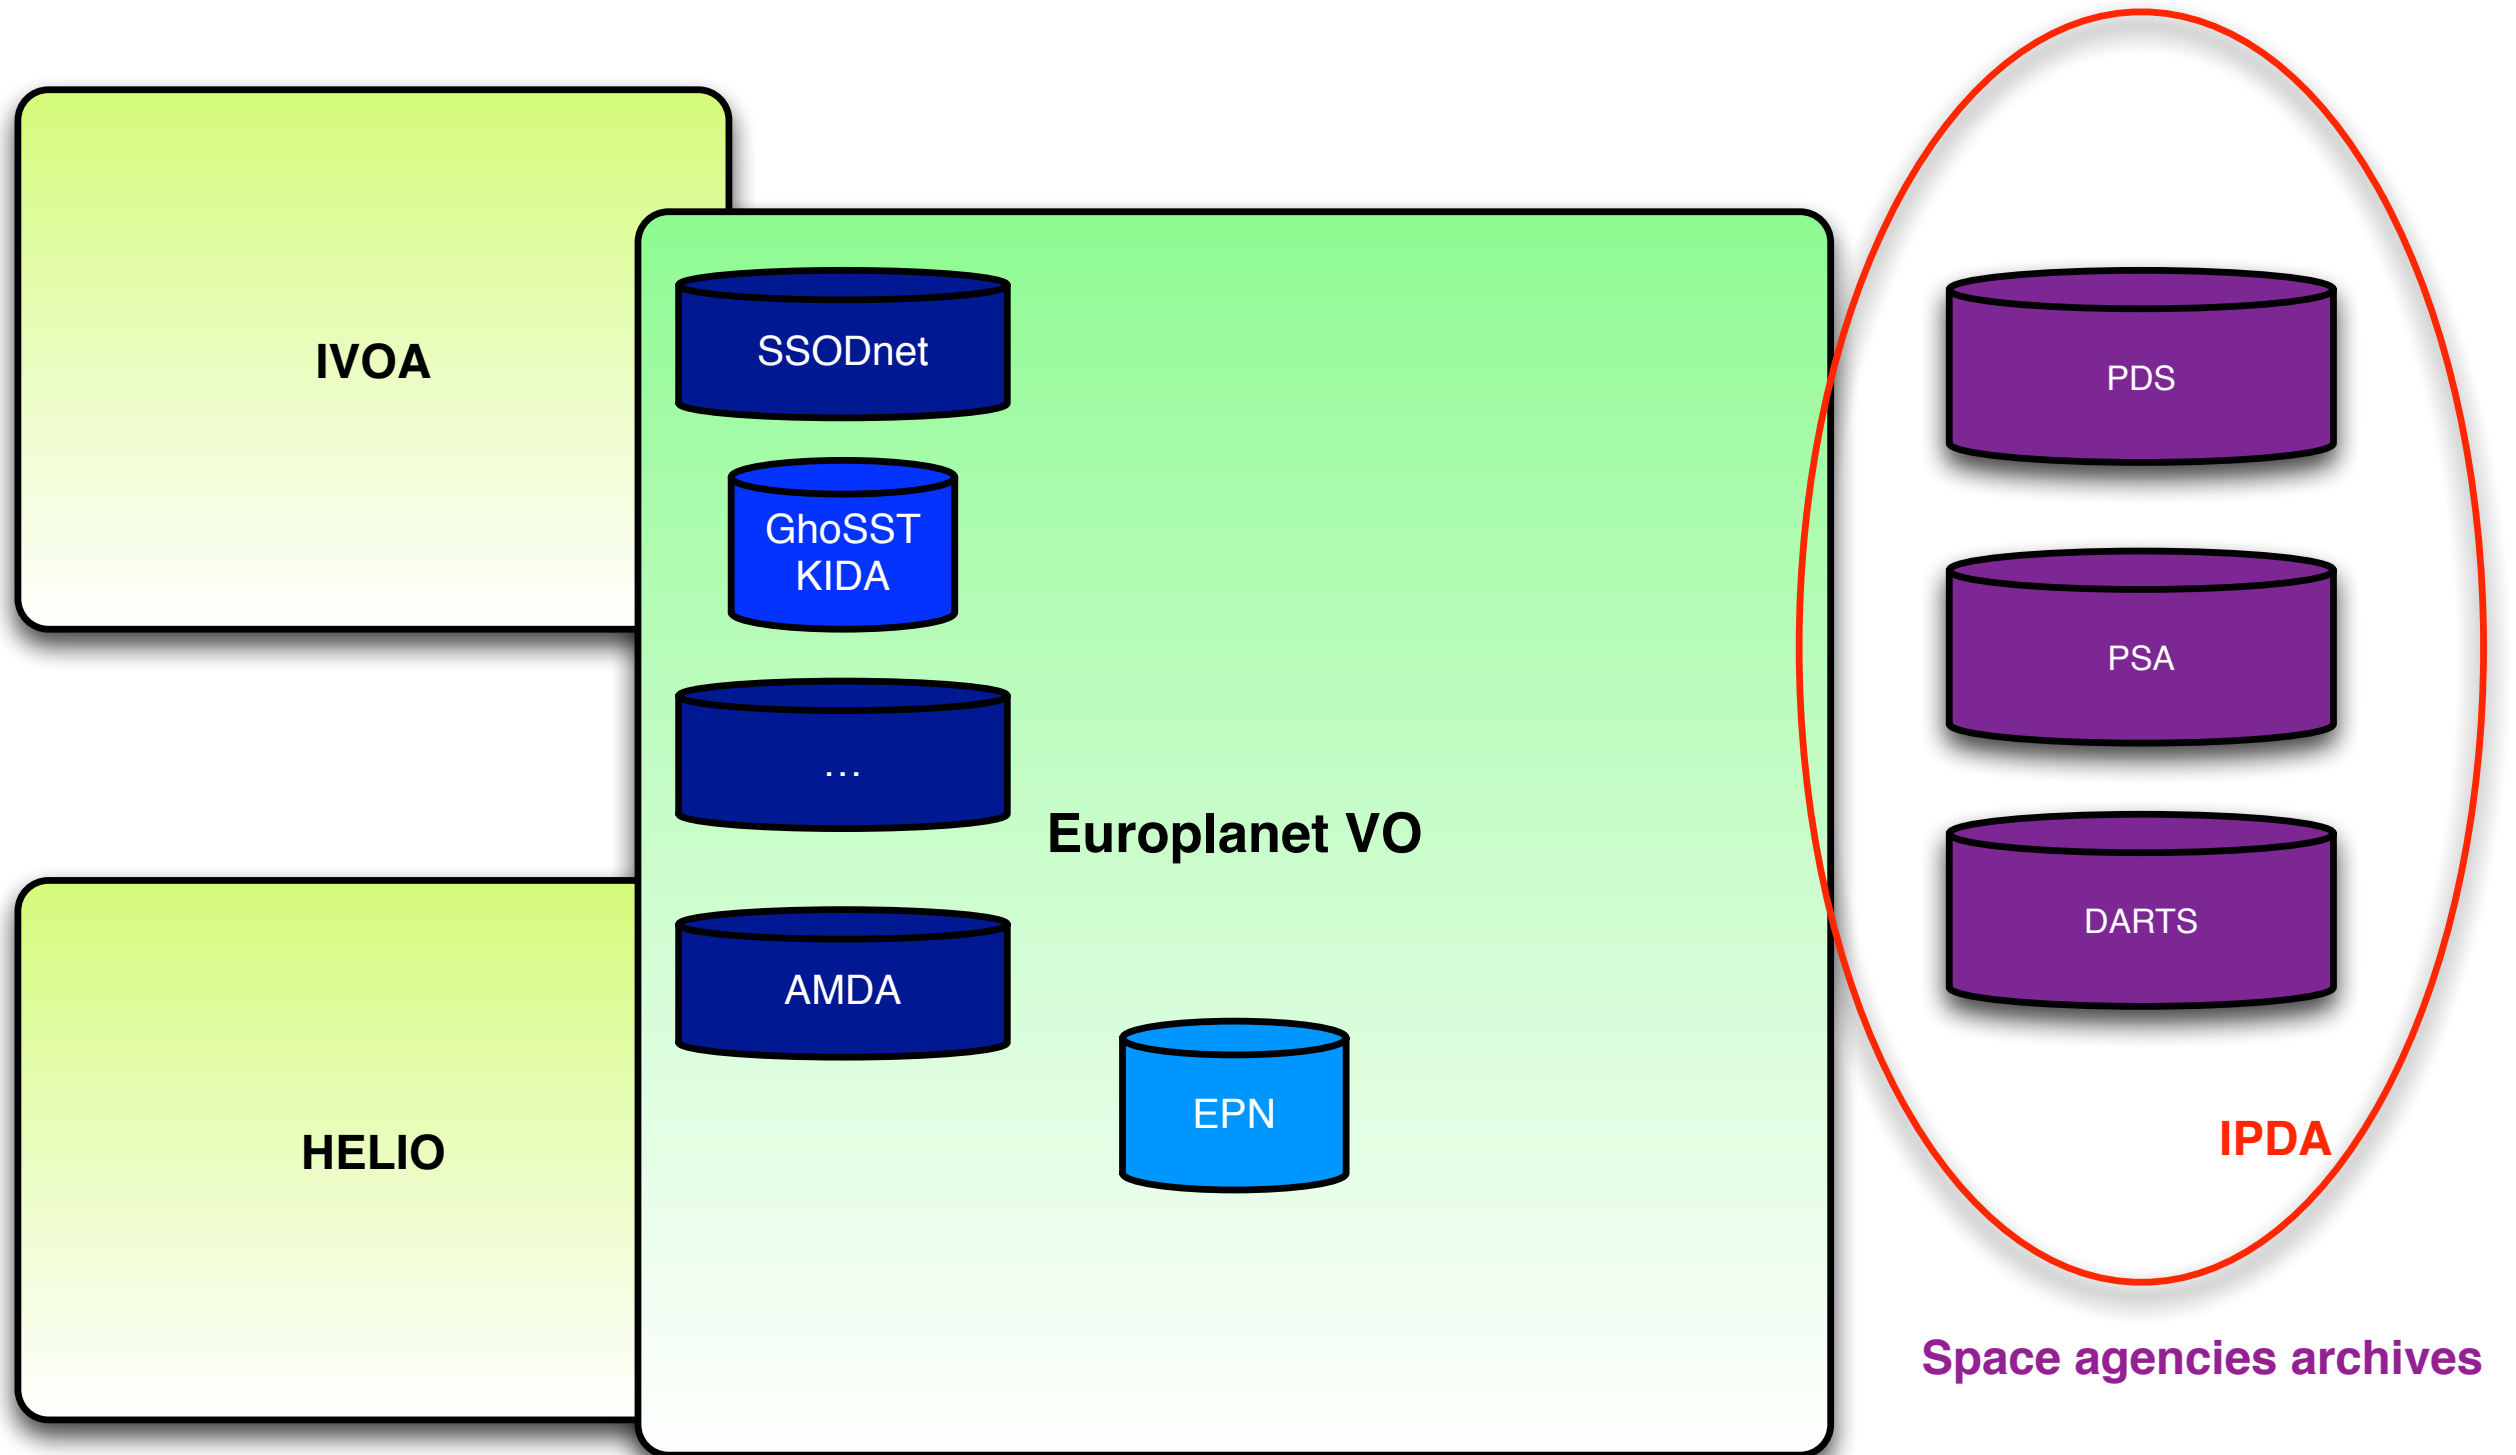 IVOA
SSODnet
GhoSST
KIDA
...
AMDA
Europlanet VO
EPN
HELIO
PDS
PSA
DARTS
IPDA
Space agencies archives